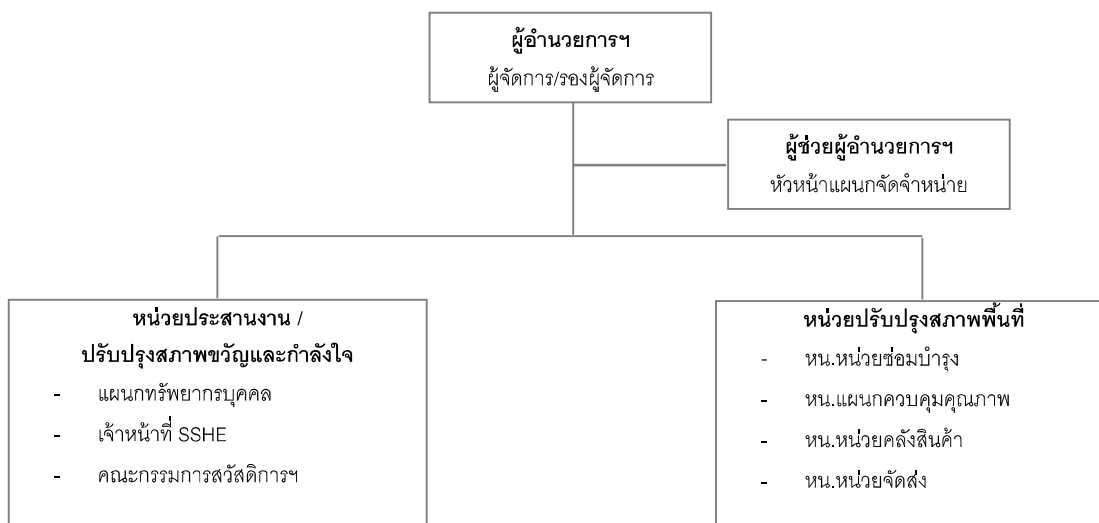 ผู้อำนวยการฯ
ผู้จัดการ/รองผู้จัดการ
ผู้ช่วยผู้อำนวยการฯ
หัวหน้าแผนกจัดจำหน่าย
หน่วยประสานงาน /
ปรับปรุงสภาพขวัญและกำลังใจ
- แผนกทรัพยากรบุคคล
- เจ้าหน้าที่ SSHE
- คณะกรรมการสวัสดิการฯ
หน่วยปรับปรุงสภาพพื้นที่
- หน.หน่วยซ่อมบำรุง
- หน.แผนกควบคุมคุณภาพ
- หน.หน่วยคลังสินค้า
- หน.หน่วยจัดส่ง